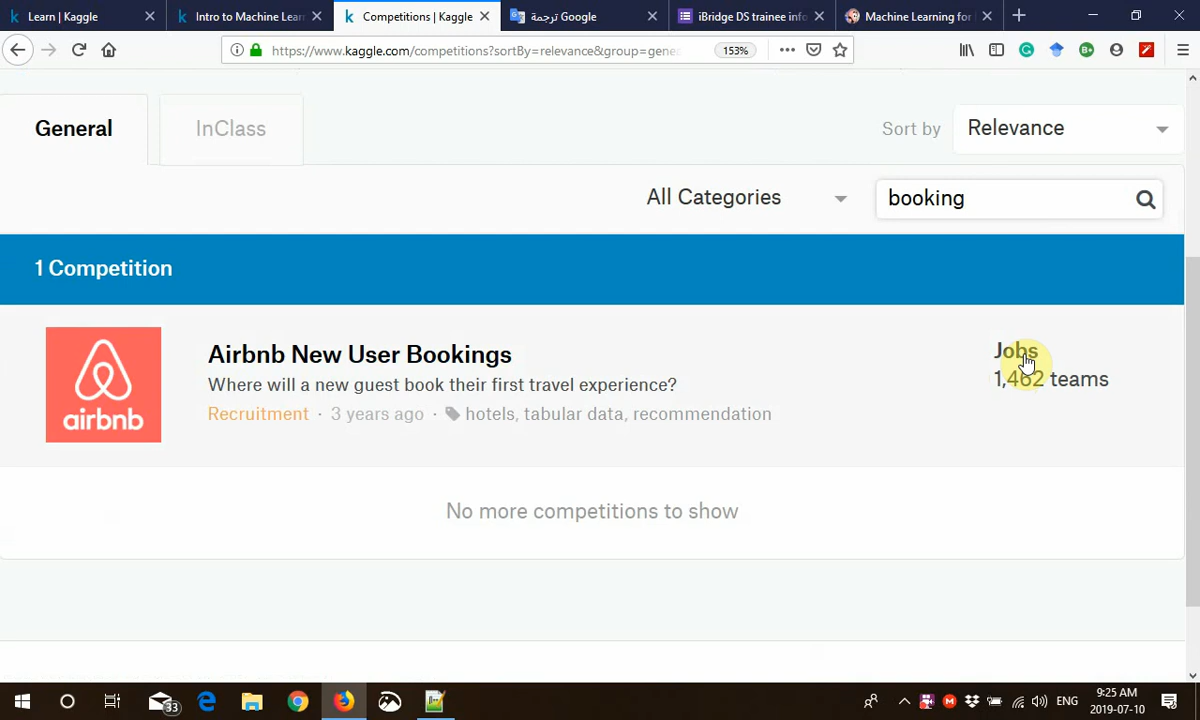 Learn | Kaggle
Intro to Machine Lear
Competitions | Kaggle
ترجمة Google
iBridge DS trainee info
Machine Learning for
https://www.kaggle.com/competitions?sortBy=relevance&group=gene
153%
General
InClass
Sort by
Relevance
All Categories
booking
1 Competition
airbnb
Airbnb New User Bookings
Where will a new guest book their first travel experience?
Recruitment · 3 years ago · hotels, tabular data, recommendation
Jobs
1,462 teams
No more competitions to show
33
ENG
9:25 AM
2019-07-10